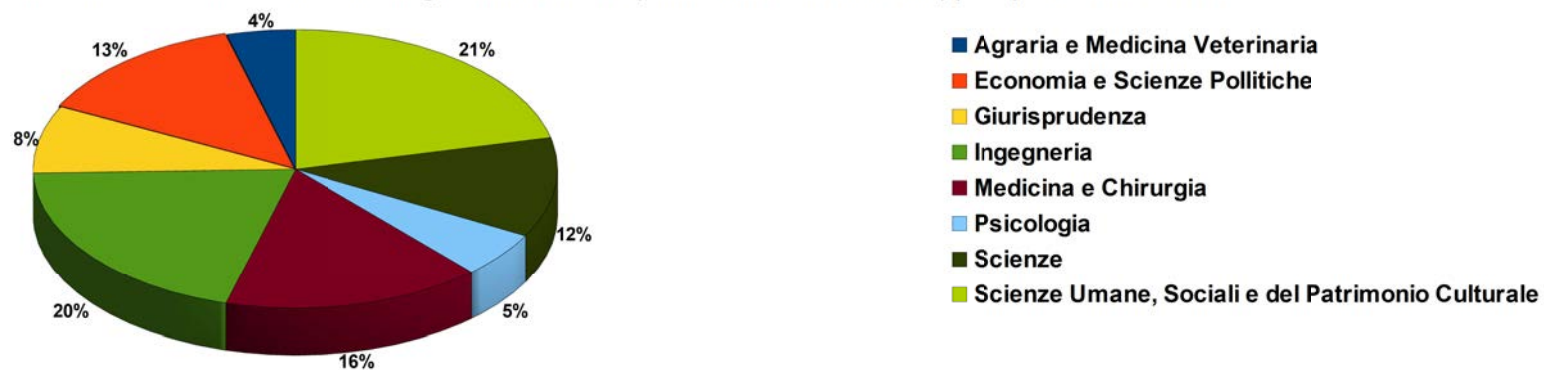 4%
13%
21%
8%
12%
20%
5%
16%
Agraria e Medicina Veterinaria
Economia e Scienze Pollitiche
Giurisprudenza
Ingegneria
Medicina e Chirurgia
Psicologia
Scienze
Scienze Umane, Sociali e del Patrimonio Culturale